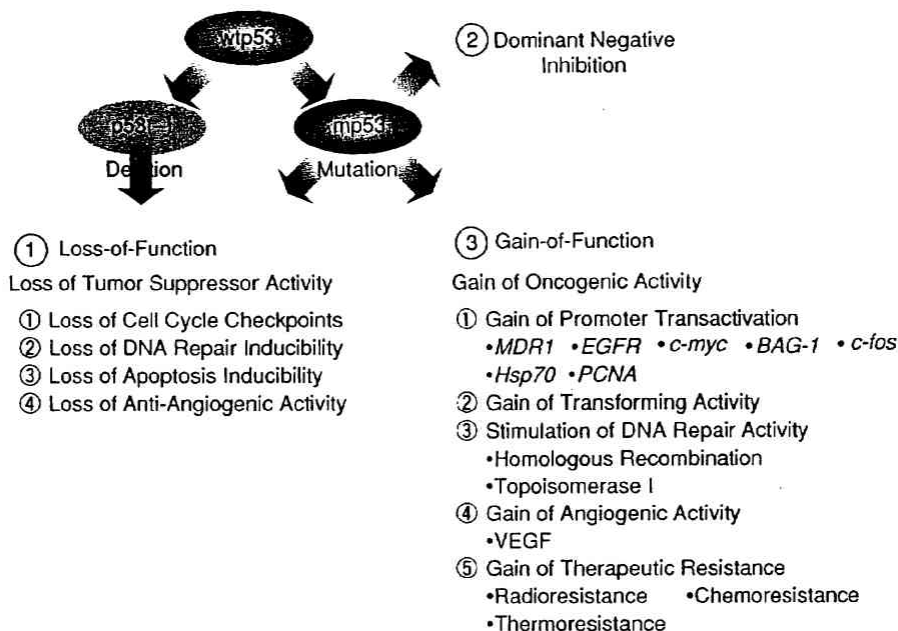 wtp53
② Dominant Negative
Inhibition
p53(−)
mp53
Deletion
Mutation
① Loss-of-Function
Loss of Tumor Suppressor Activity
① Loss of Cell Cycle Checkpoints
② Loss of DNA Repair Inducibility
③ Loss of Apoptosis Inducibility
④ Loss of Anti-Angiogenic Activity
③ Gain-of-Function
Gain of Oncogenic Activity
① Gain of Promoter Transactivation
•MDR1 •EGFR •c-myc •BAG-1 •c-fos
•Hsp70 •PCNA
② Gain of Transforming Activity
③ Stimulation of DNA Repair Activity
•Homologous Recombination
•Topoisomerase I
④ Gain of Angiogenic Activity
•VEGF
⑤ Gain of Therapeutic Resistance
•Radioresistance •Chemoresistance
•Thermoresistance